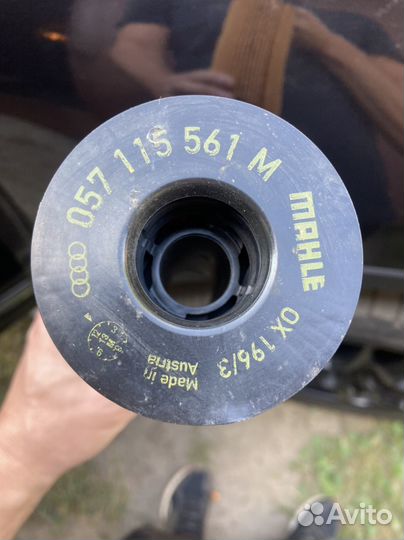 057 115 561 M
MAHLE
OX 196/3
Made in
Austria
Avito